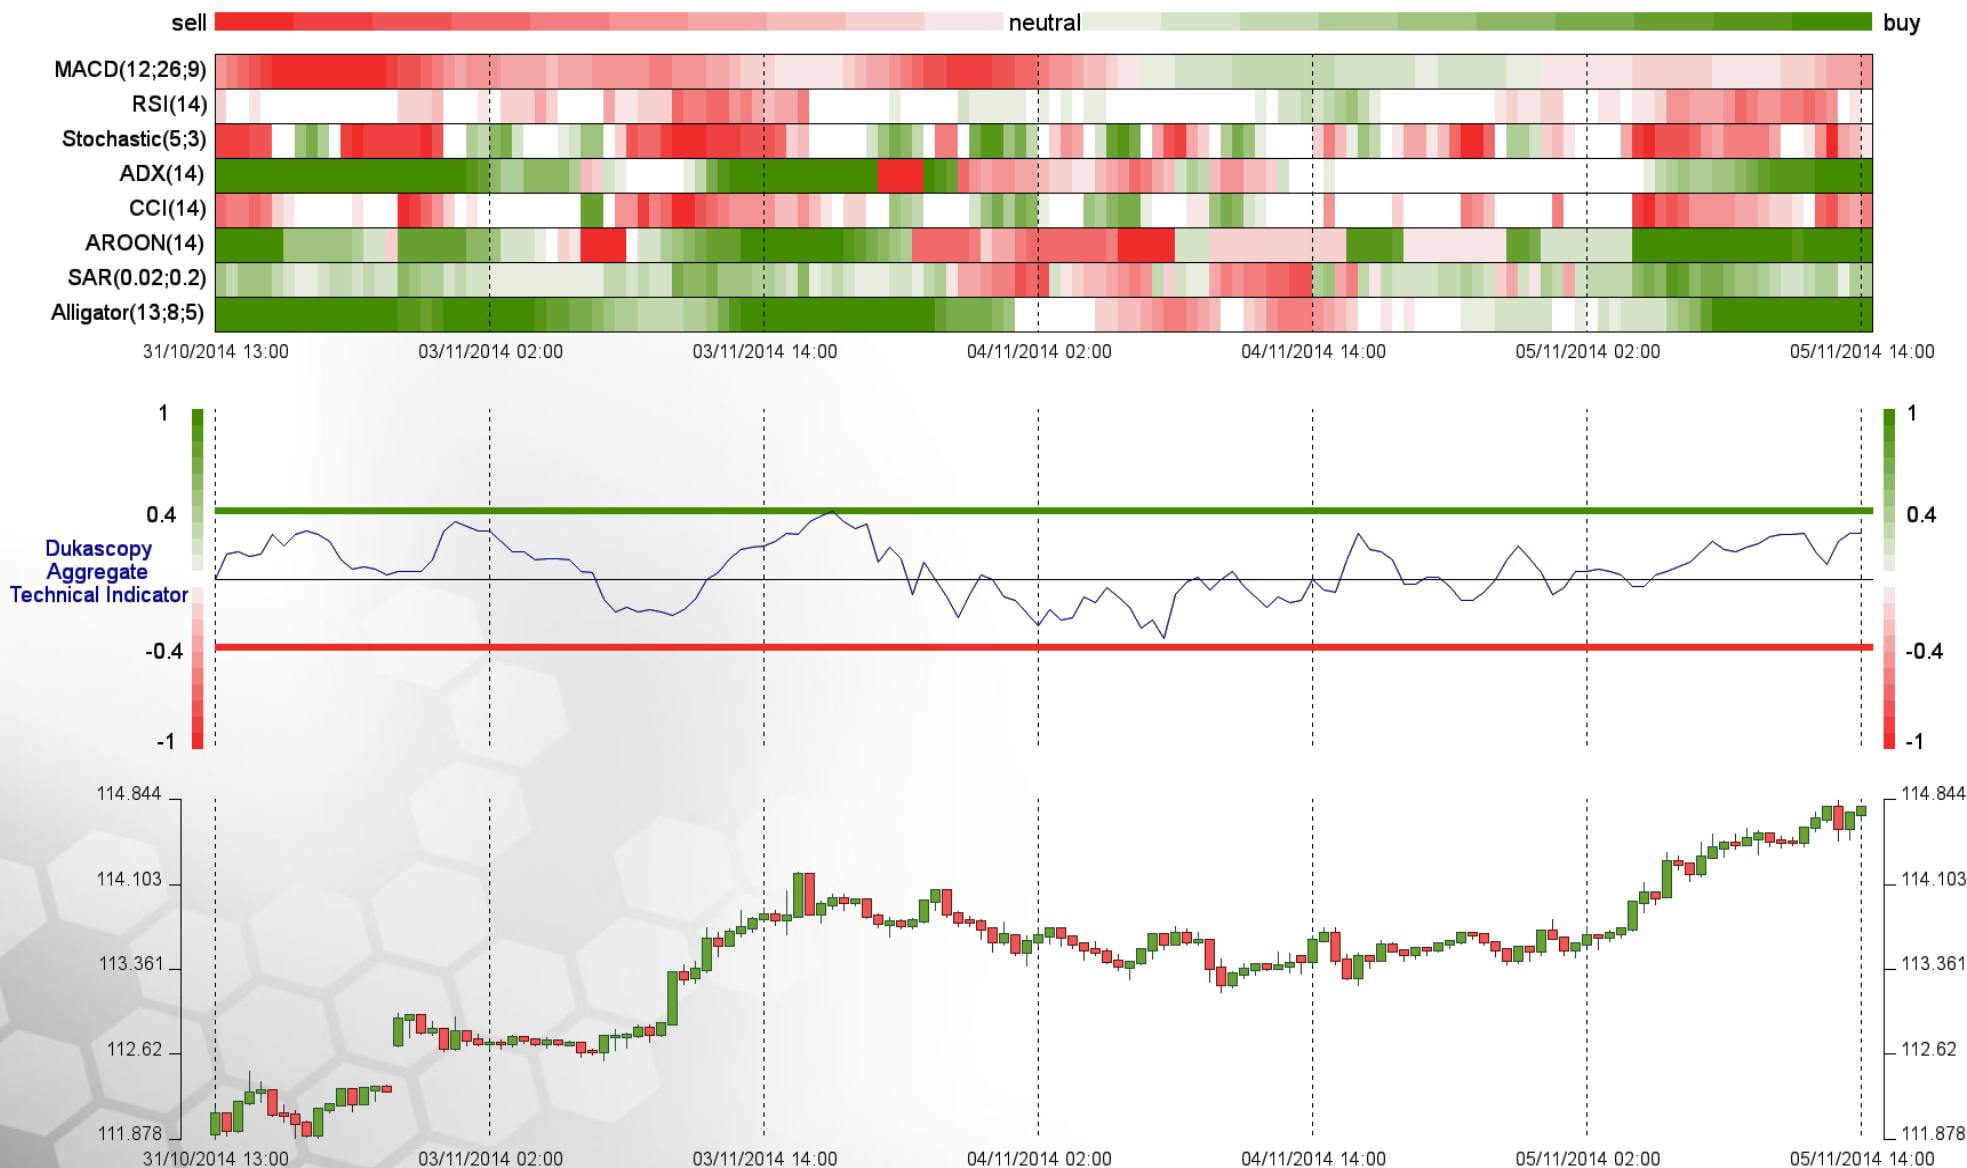 sell neutral buy
MACD(12;26;9)
RSI(14)
Stochastic(5;3)
ADX(14)
CCI(14)
AROON(14)
SAR(0.02;0.2)
Alligator(13;8;5)
31/10/2014 13:00 03/11/2014 02:00 03/11/2014 14:00 04/11/2014 02:00 04/11/2014 14:00 05/11/2014 02:00 05/11/2014 14:00
1 1
0.4 0.4
Dukascopy
Aggregate
Technical Indicator
-0.4 -0.4
-1 -1
114.844 114.844
114.103 114.103
113.361 113.361
112.62 112.62
111.878 111.878
31/10/2014 13:00 03/11/2014 02:00 03/11/2014 14:00 04/11/2014 02:00 04/11/2014 14:00 05/11/2014 02:00 05/11/2014 14:00